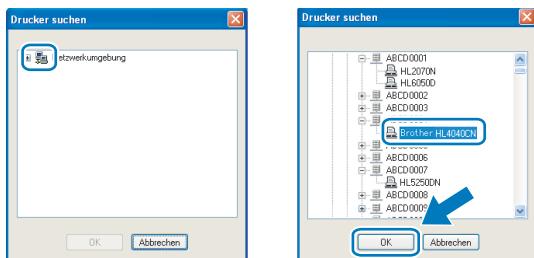 Drucker suchen
etzwerkumgebung
OK
Abbrechen
Drucker suchen
ABCD0001
HL2070N
HL6050D
ABCD0002
ABCD0003
Brother HL4040CN
ABCD0006
ABCD0007
HL5250DN
ABCD0008
ABCD0009
OK
Abbrechen